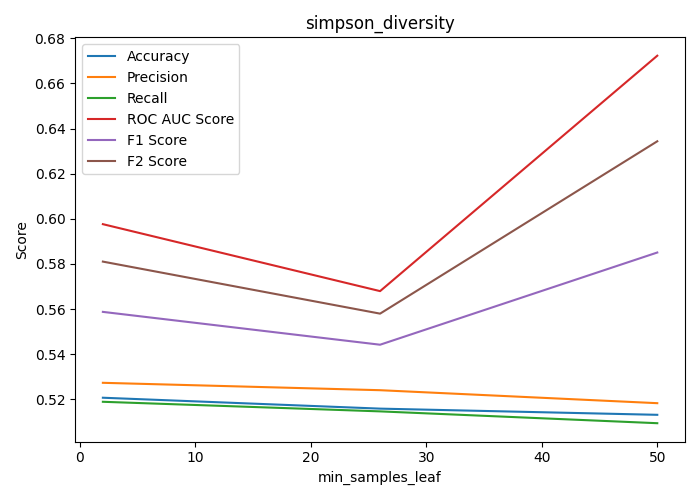 simpson_diversity
0.68
0.66
0.64
0.62
0.60
0.58
0.56
0.54
0.52
Score
Accuracy
Precision
Recall
ROC AUC Score
F1 Score
F2 Score
0 10 20 30 40 50
min_samples_leaf